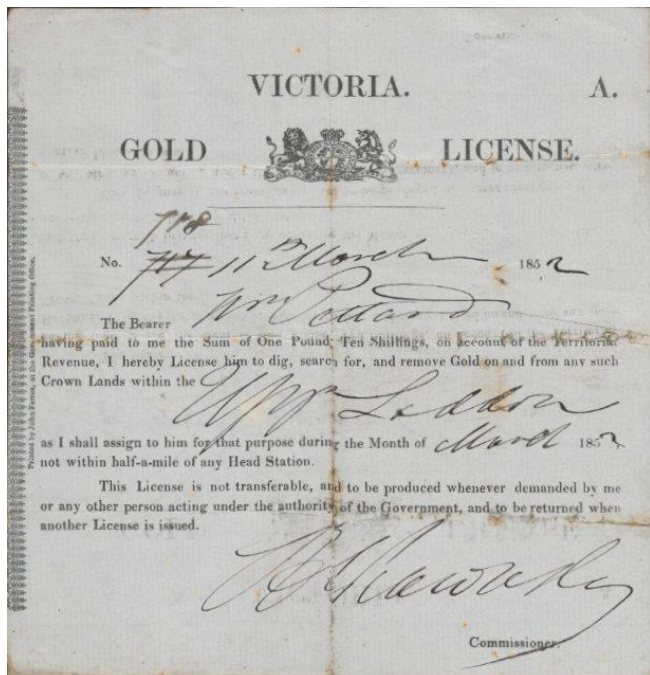 VICTORIA. A.
GOLD LICENSE.
718
No. 717 11th March 1852
The Bearer Wm Pollard
having paid to me the Sum of One Pound, Ten Shillings, on account of the Territorial
Revenue, I hereby License him to dig, search for, and remove Gold on and from any such
Crown Lands within the
Upper Loddon
as I shall assign to him for that purpose during the Month of March 1852
not within half-a-mile of any Head Station.
This License is not transferable, and to be produced whenever demanded by me
or any other person acting under the authority of the Government, and to be returned when
another License is issued.
Commissioner.
Printed by John Ferres, at the Government Printing Office.